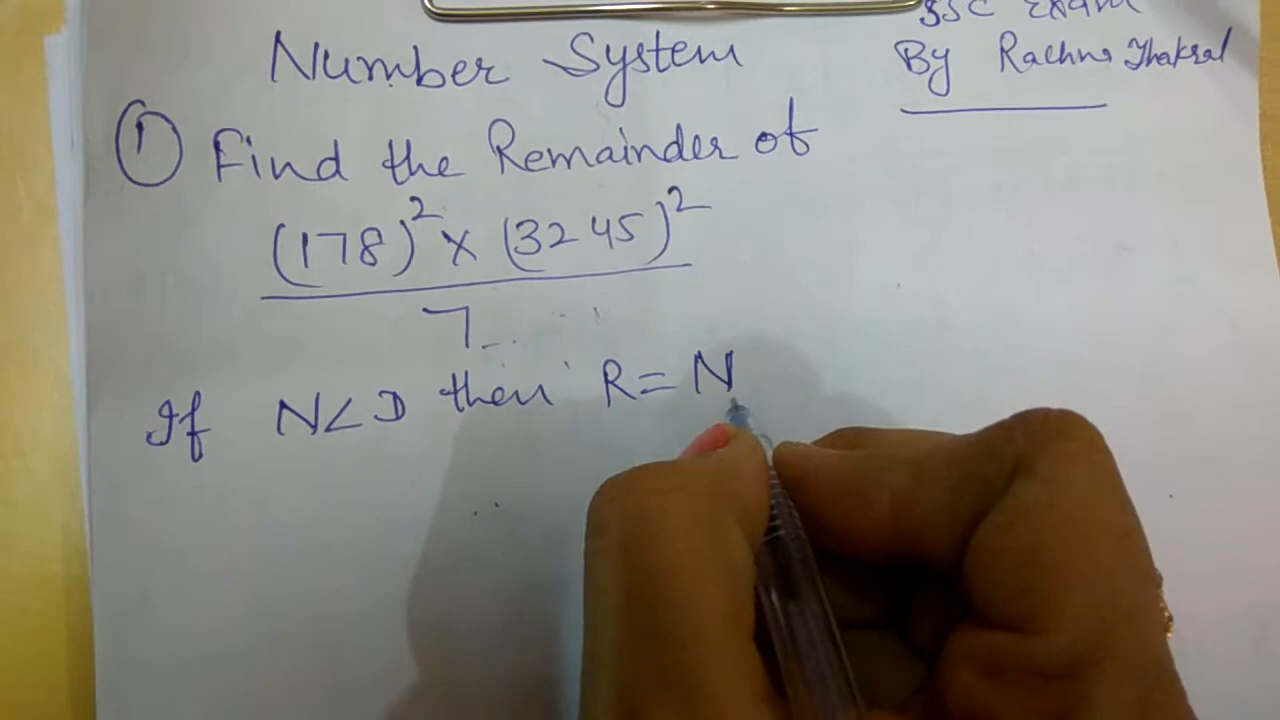 SSC Exam
Number System
By Rachna Thakral
① Find the Remainder of
(178)² x (3245)²
7
If N<D then R=N